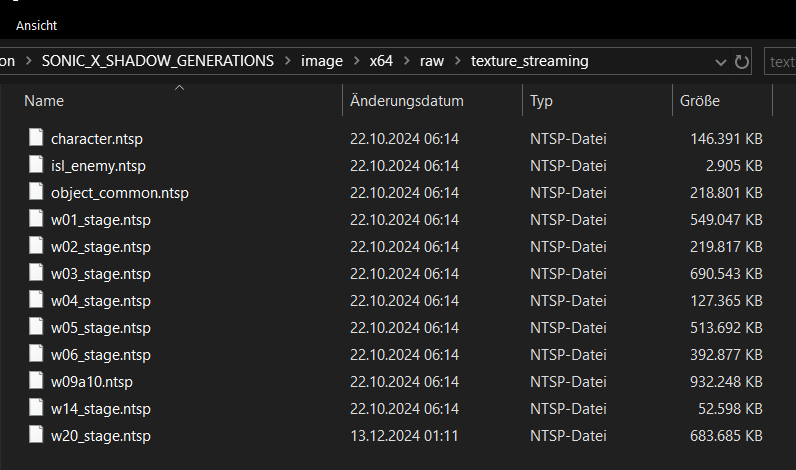 Ansicht
on > SONIC_X_SHADOW_GENERATIONS > image > x64 > raw > texture_streaming text
Name Änderungsdatum Typ Größe
character.ntsp 22.10.2024 06:14 NTSP-Datei 146.391 KB
isl_enemy.ntsp 22.10.2024 06:14 NTSP-Datei 2.905 KB
object_common.ntsp 22.10.2024 06:14 NTSP-Datei 218.801 KB
w01_stage.ntsp 22.10.2024 06:14 NTSP-Datei 549.047 KB
w02_stage.ntsp 22.10.2024 06:14 NTSP-Datei 219.817 KB
w03_stage.ntsp 22.10.2024 06:14 NTSP-Datei 690.543 KB
w04_stage.ntsp 22.10.2024 06:14 NTSP-Datei 127.365 KB
w05_stage.ntsp 22.10.2024 06:14 NTSP-Datei 513.692 KB
w06_stage.ntsp 22.10.2024 06:14 NTSP-Datei 392.877 KB
w09a10.ntsp 22.10.2024 06:14 NTSP-Datei 932.248 KB
w14_stage.ntsp 22.10.2024 06:14 NTSP-Datei 52.598 KB
w20_stage.ntsp 13.12.2024 01:11 NTSP-Datei 683.685 KB